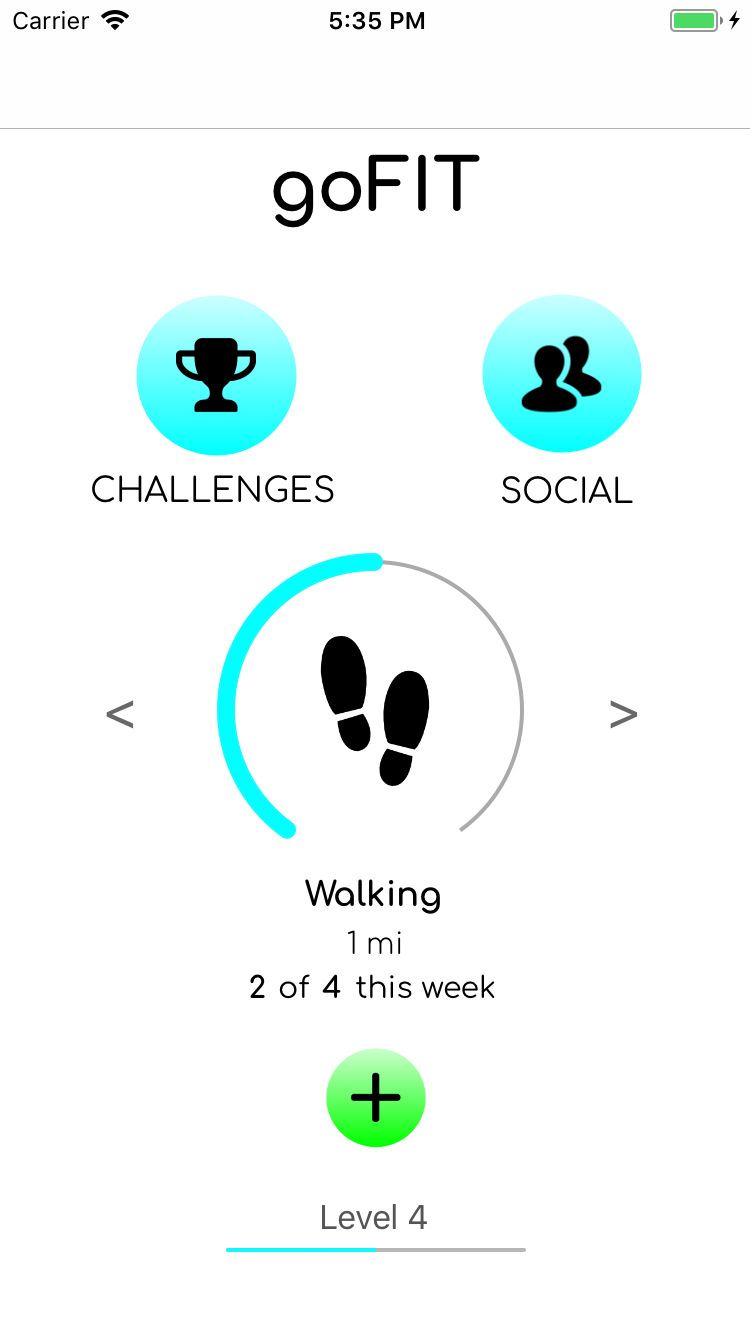 Carrier 5:35 PM
goFIT
CHALLENGES SOCIAL
< >
Walking
1 mi
2 of 4 this week
+
Level 4